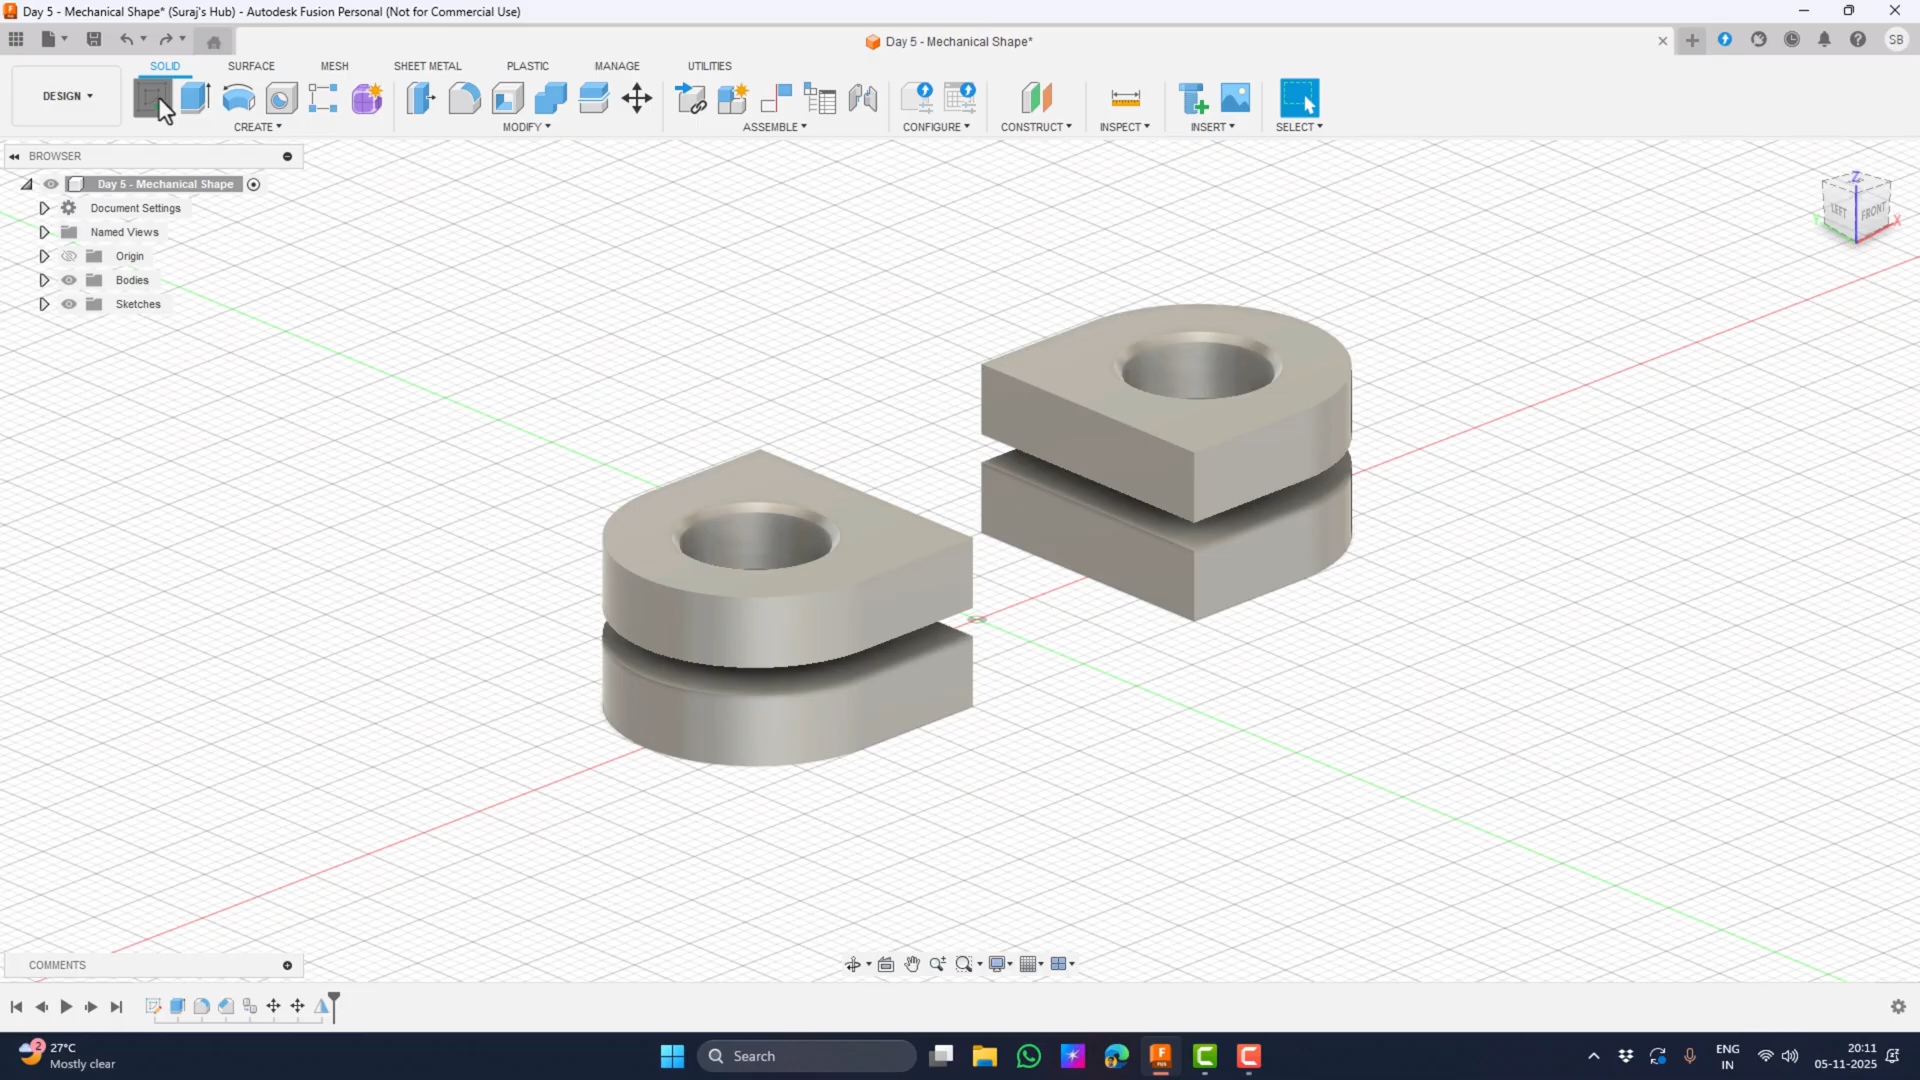 Day 5 - Mechanical Shape* (Suraj's Hub) - Autodesk Fusion Personal (Not for Commercial Use)
Day 5 - Mechanical Shape*
SB
SOLID
SURFACE
MESH
SHEET METAL
PLASTIC
MANAGE
UTILITIES
DESIGN
CREATE
MODIFY
ASSEMBLE
CONFIGURE
CONSTRUCT
INSPECT
INSERT
SELECT
BROWSER
Day 5 - Mechanical Shape
Document Settings
Named Views
Origin
Bodies
Sketches
Z
LEFT
FRONT
Y
X
COMMENTS
2
27°C
Mostly clear
Search
FUS
ENG
IN
20:11
05-11-2025